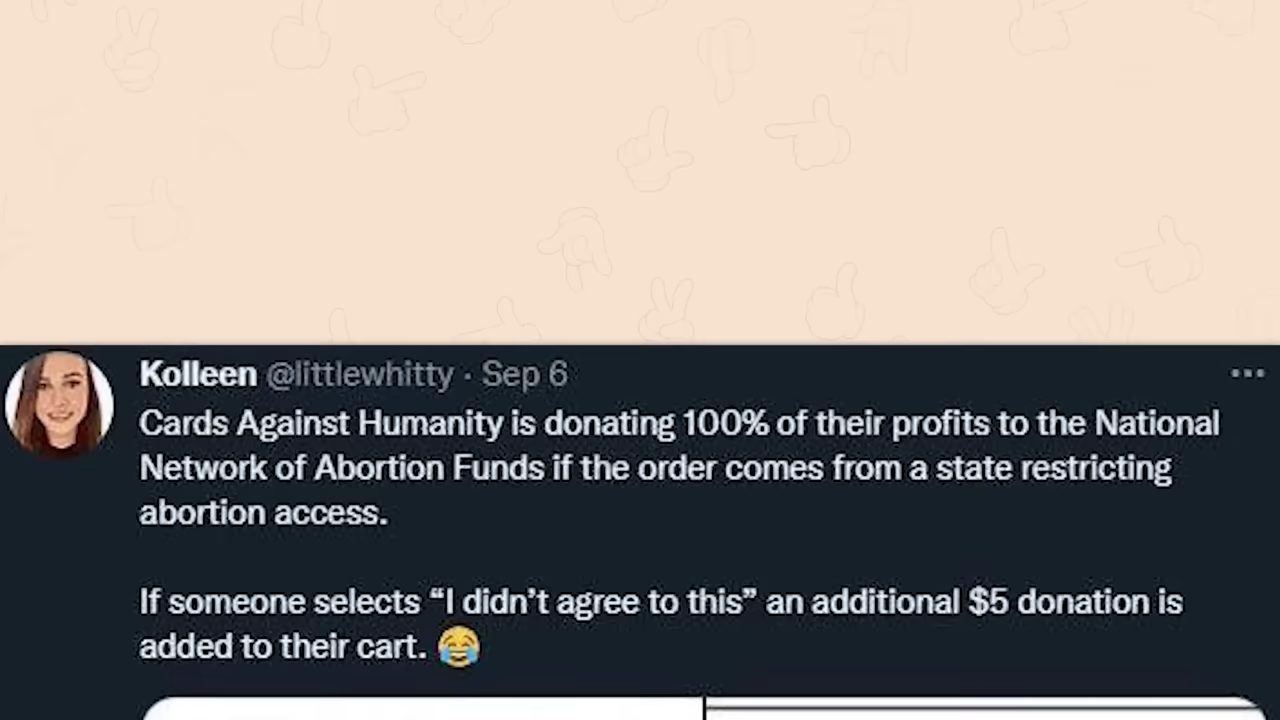 Kolleen @littlewhitty · Sep 6
Cards Against Humanity is donating 100% of their profits to the National
Network of Abortion Funds if the order comes from a state restricting
abortion access.
If someone selects “I didn’t agree to this” an additional $5 donation is
added to their cart. 😂